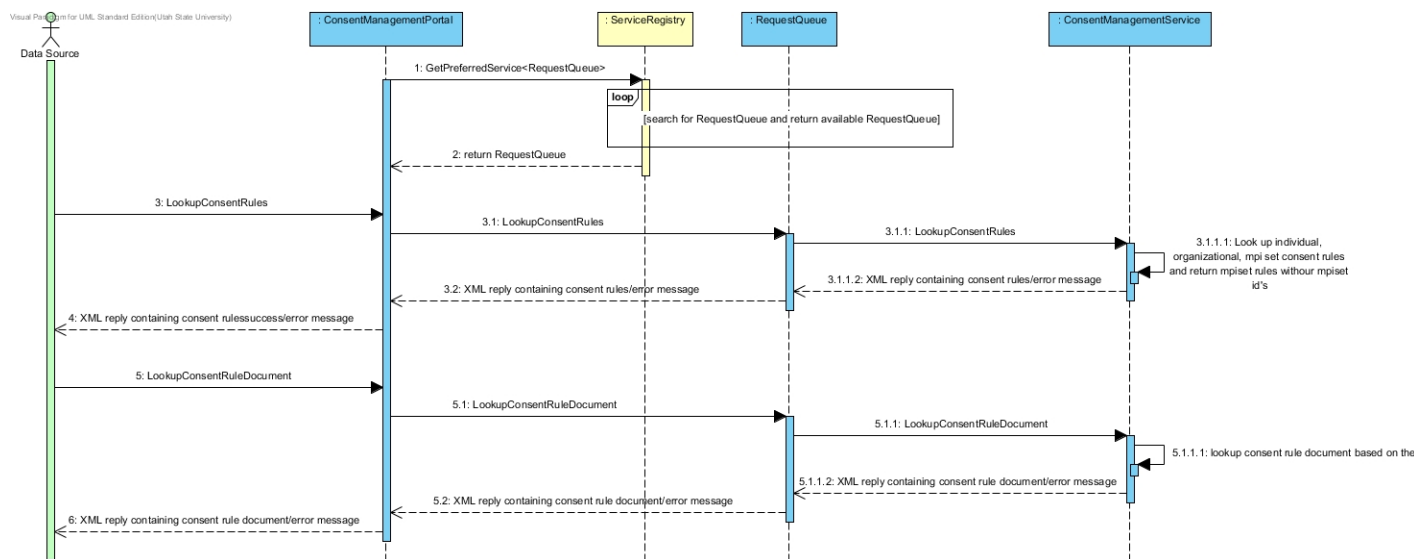 Visual Paradigm for UML Standard Edition(Utah State University)
Data Source
: ConsentManagementPortal
: ServiceRegistry
: RequestQueue
: ConsentManagementService
1: GetPreferredService<RequestQueue>
loop
[search for RequestQueue and return available RequestQueue]
2: return RequestQueue
3: LookupConsentRules
3.1: LookupConsentRules
3.1.1: LookupConsentRules
3.1.1.1: Look up individual,
organizational, mpi set consent rules
and return mpiset rules withour mpiset
id's
3.1.1.2: XML reply containing consent rules/error message
3.2: XML reply containing consent rules/error message
4: XML reply containing consent rulessuccess/error message
5: LookupConsentRuleDocument
5.1: LookupConsentRuleDocument
5.1.1: LookupConsentRuleDocument
5.1.1.1: lookup consent rule document based on the
5.1.1.2: XML reply containing consent rule document/error message
5.2: XML reply containing consent rule document/error message
6: XML reply containing consent rule document/error message